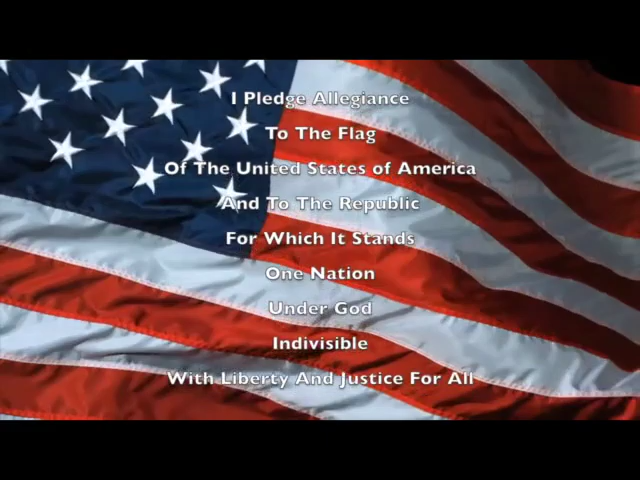 I Pledge Allegiance
To The Flag
Of The United States of America
And To The Republic
For Which It Stands
One Nation
Under God
Indivisible
With Liberty And Justice For All